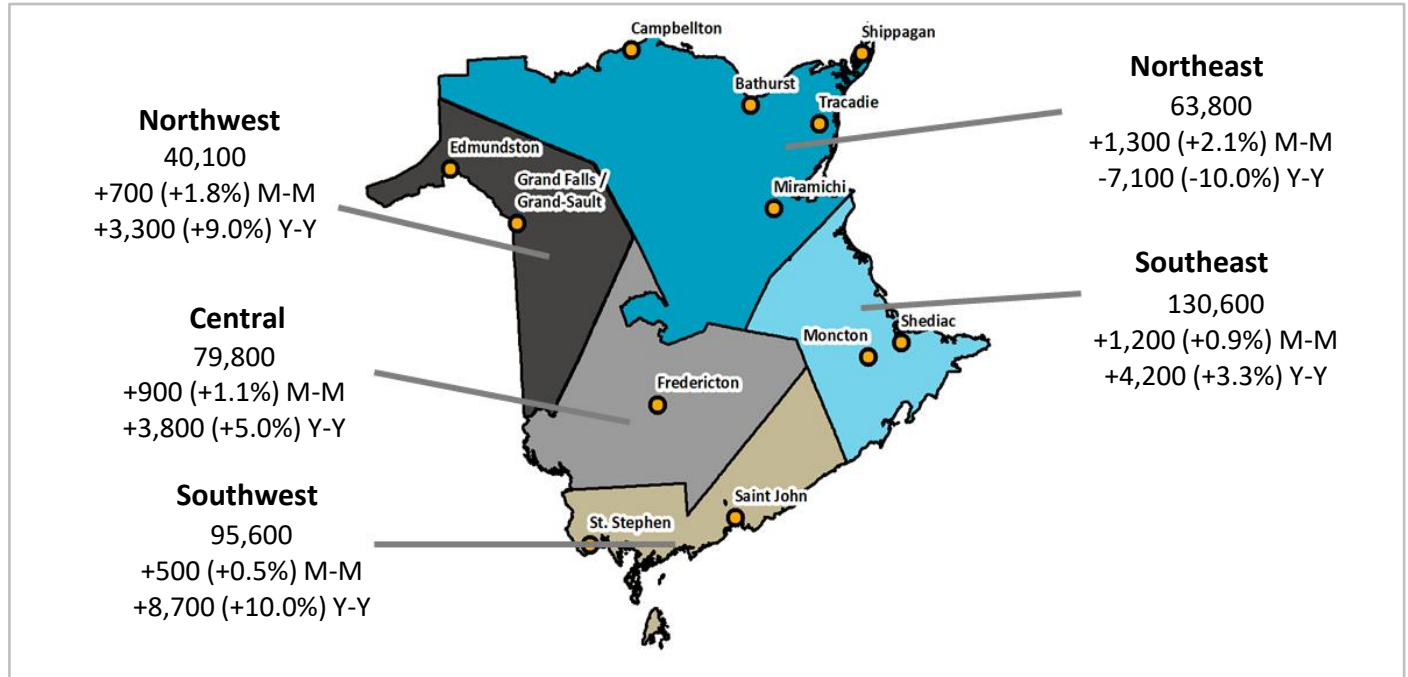 Northwest
40,100
+700 (+1.8%) M-M
+3,300 (+9.0%) Y-Y
Central
79,800
+900 (+1.1%) M-M
+3,800 (+5.0%) Y-Y
Southwest
95,600
+500 (+0.5%) M-M
+8,700 (+10.0%) Y-Y
Campbellton
Shippagan
Bathurst
Tracadie
Edmundston
Grand Falls /
Grand-Sault
Miramichi
Moncton
Shediac
Fredericton
Saint John
St. Stephen
Northeast
63,800
+1,300 (+2.1%) M-M
-7,100 (-10.0%) Y-Y
Southeast
130,600
+1,200 (+0.9%) M-M
+4,200 (+3.3%) Y-Y